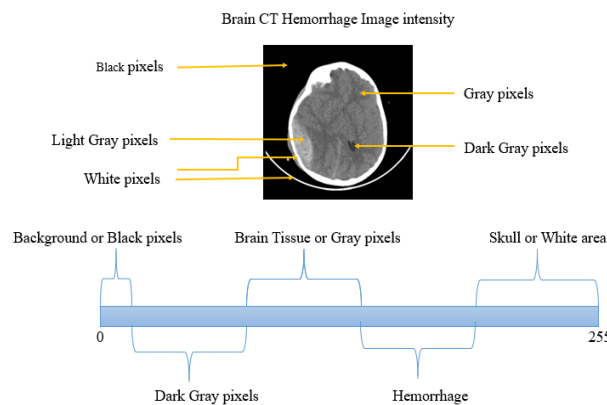 Brain CT Hemorrhage Image intensity
Black pixels
Gray pixels
Light Gray pixels
Dark Gray pixels
White pixels
Background or Black pixels
Brain Tissue or Gray pixels
Skull or White area
0
255
Dark Gray pixels
Hemorrhage